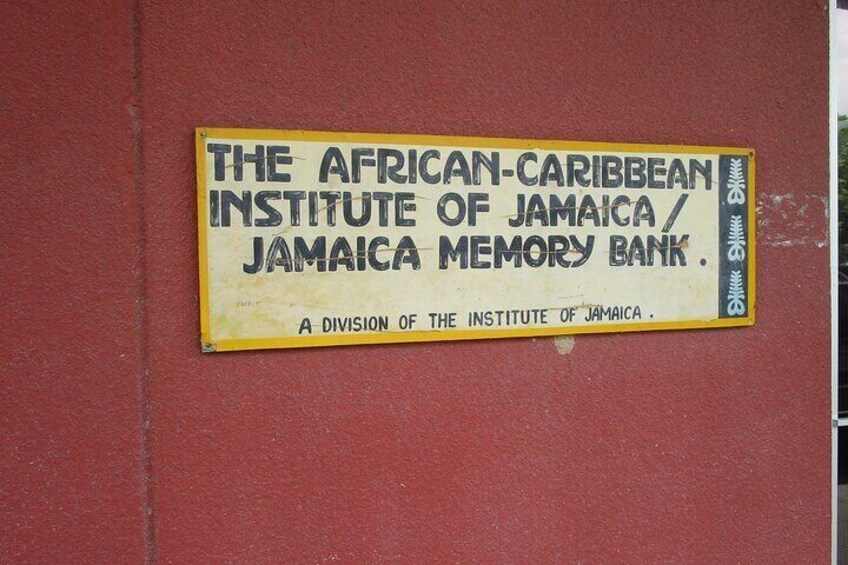 THE AFRICAN-CARIBBEAN
INSTITUTE OF JAMAICA /
JAMAICA MEMORY BANK .
A DIVISION OF THE INSTITUTE OF JAMAICA .